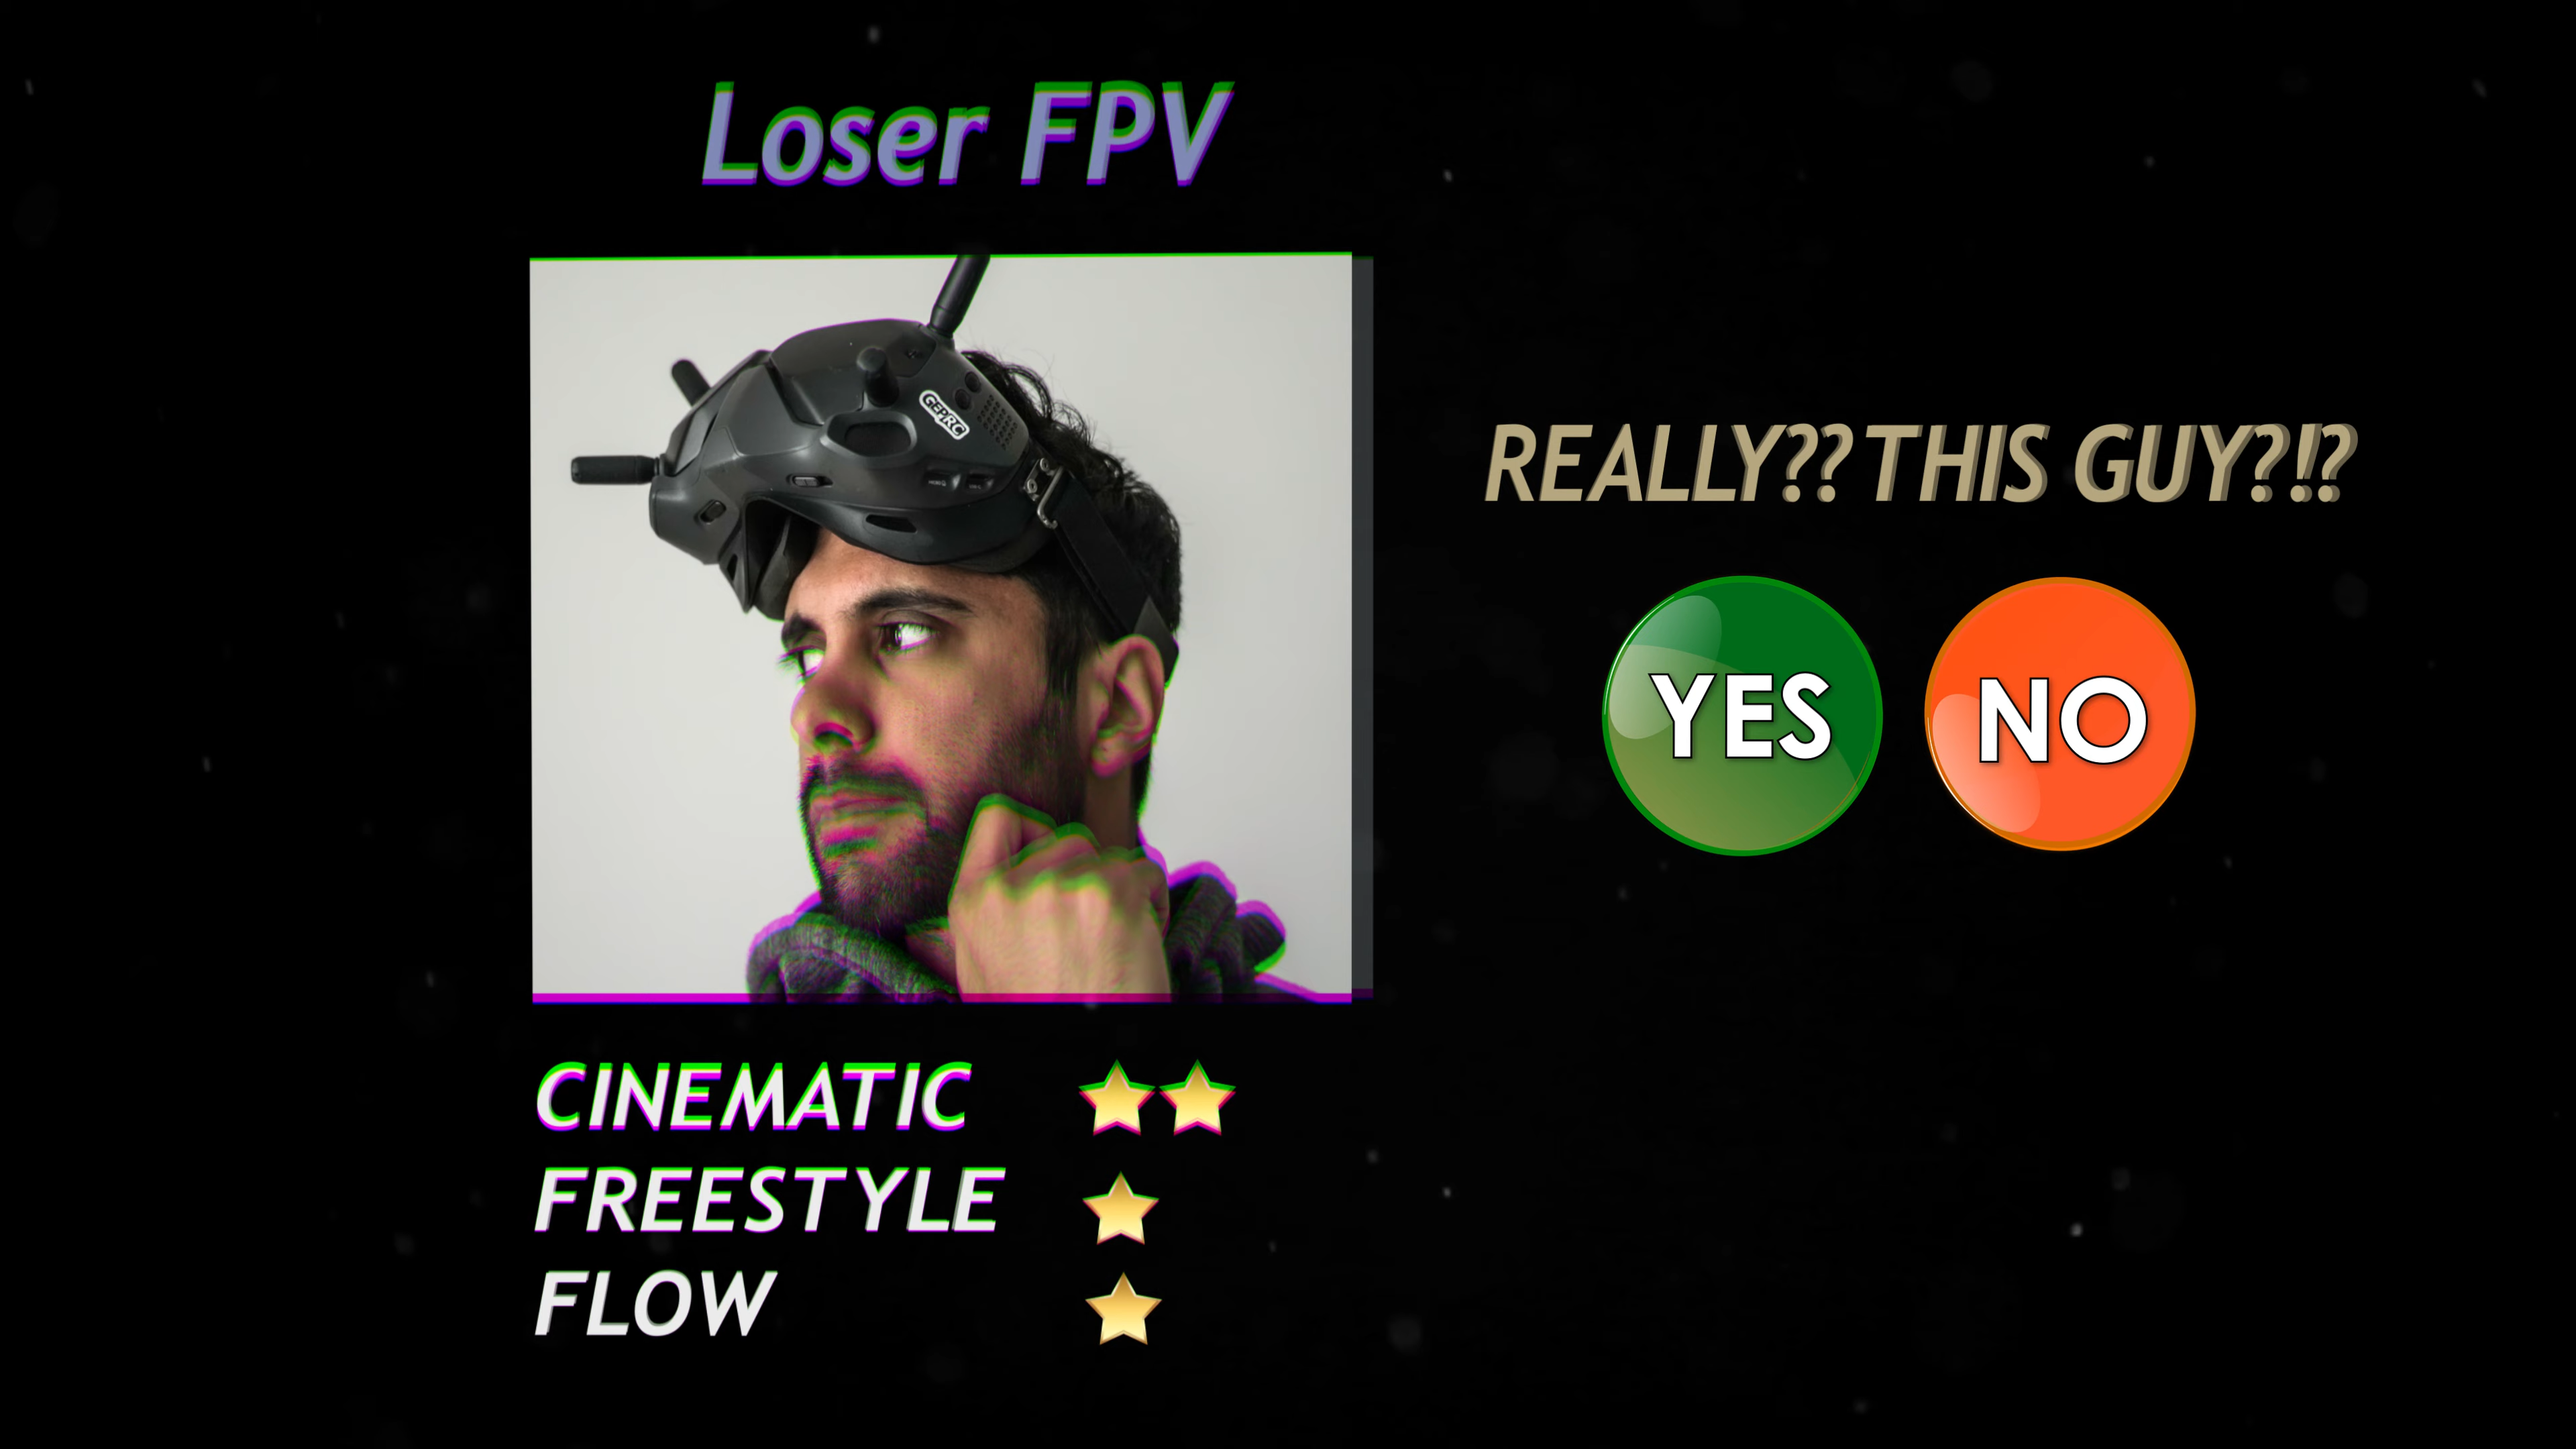 Loser FPV
GEPRC
REALLY?? THIS GUY?!?
YES
NO
CINEMATIC
FREESTYLE
FLOW